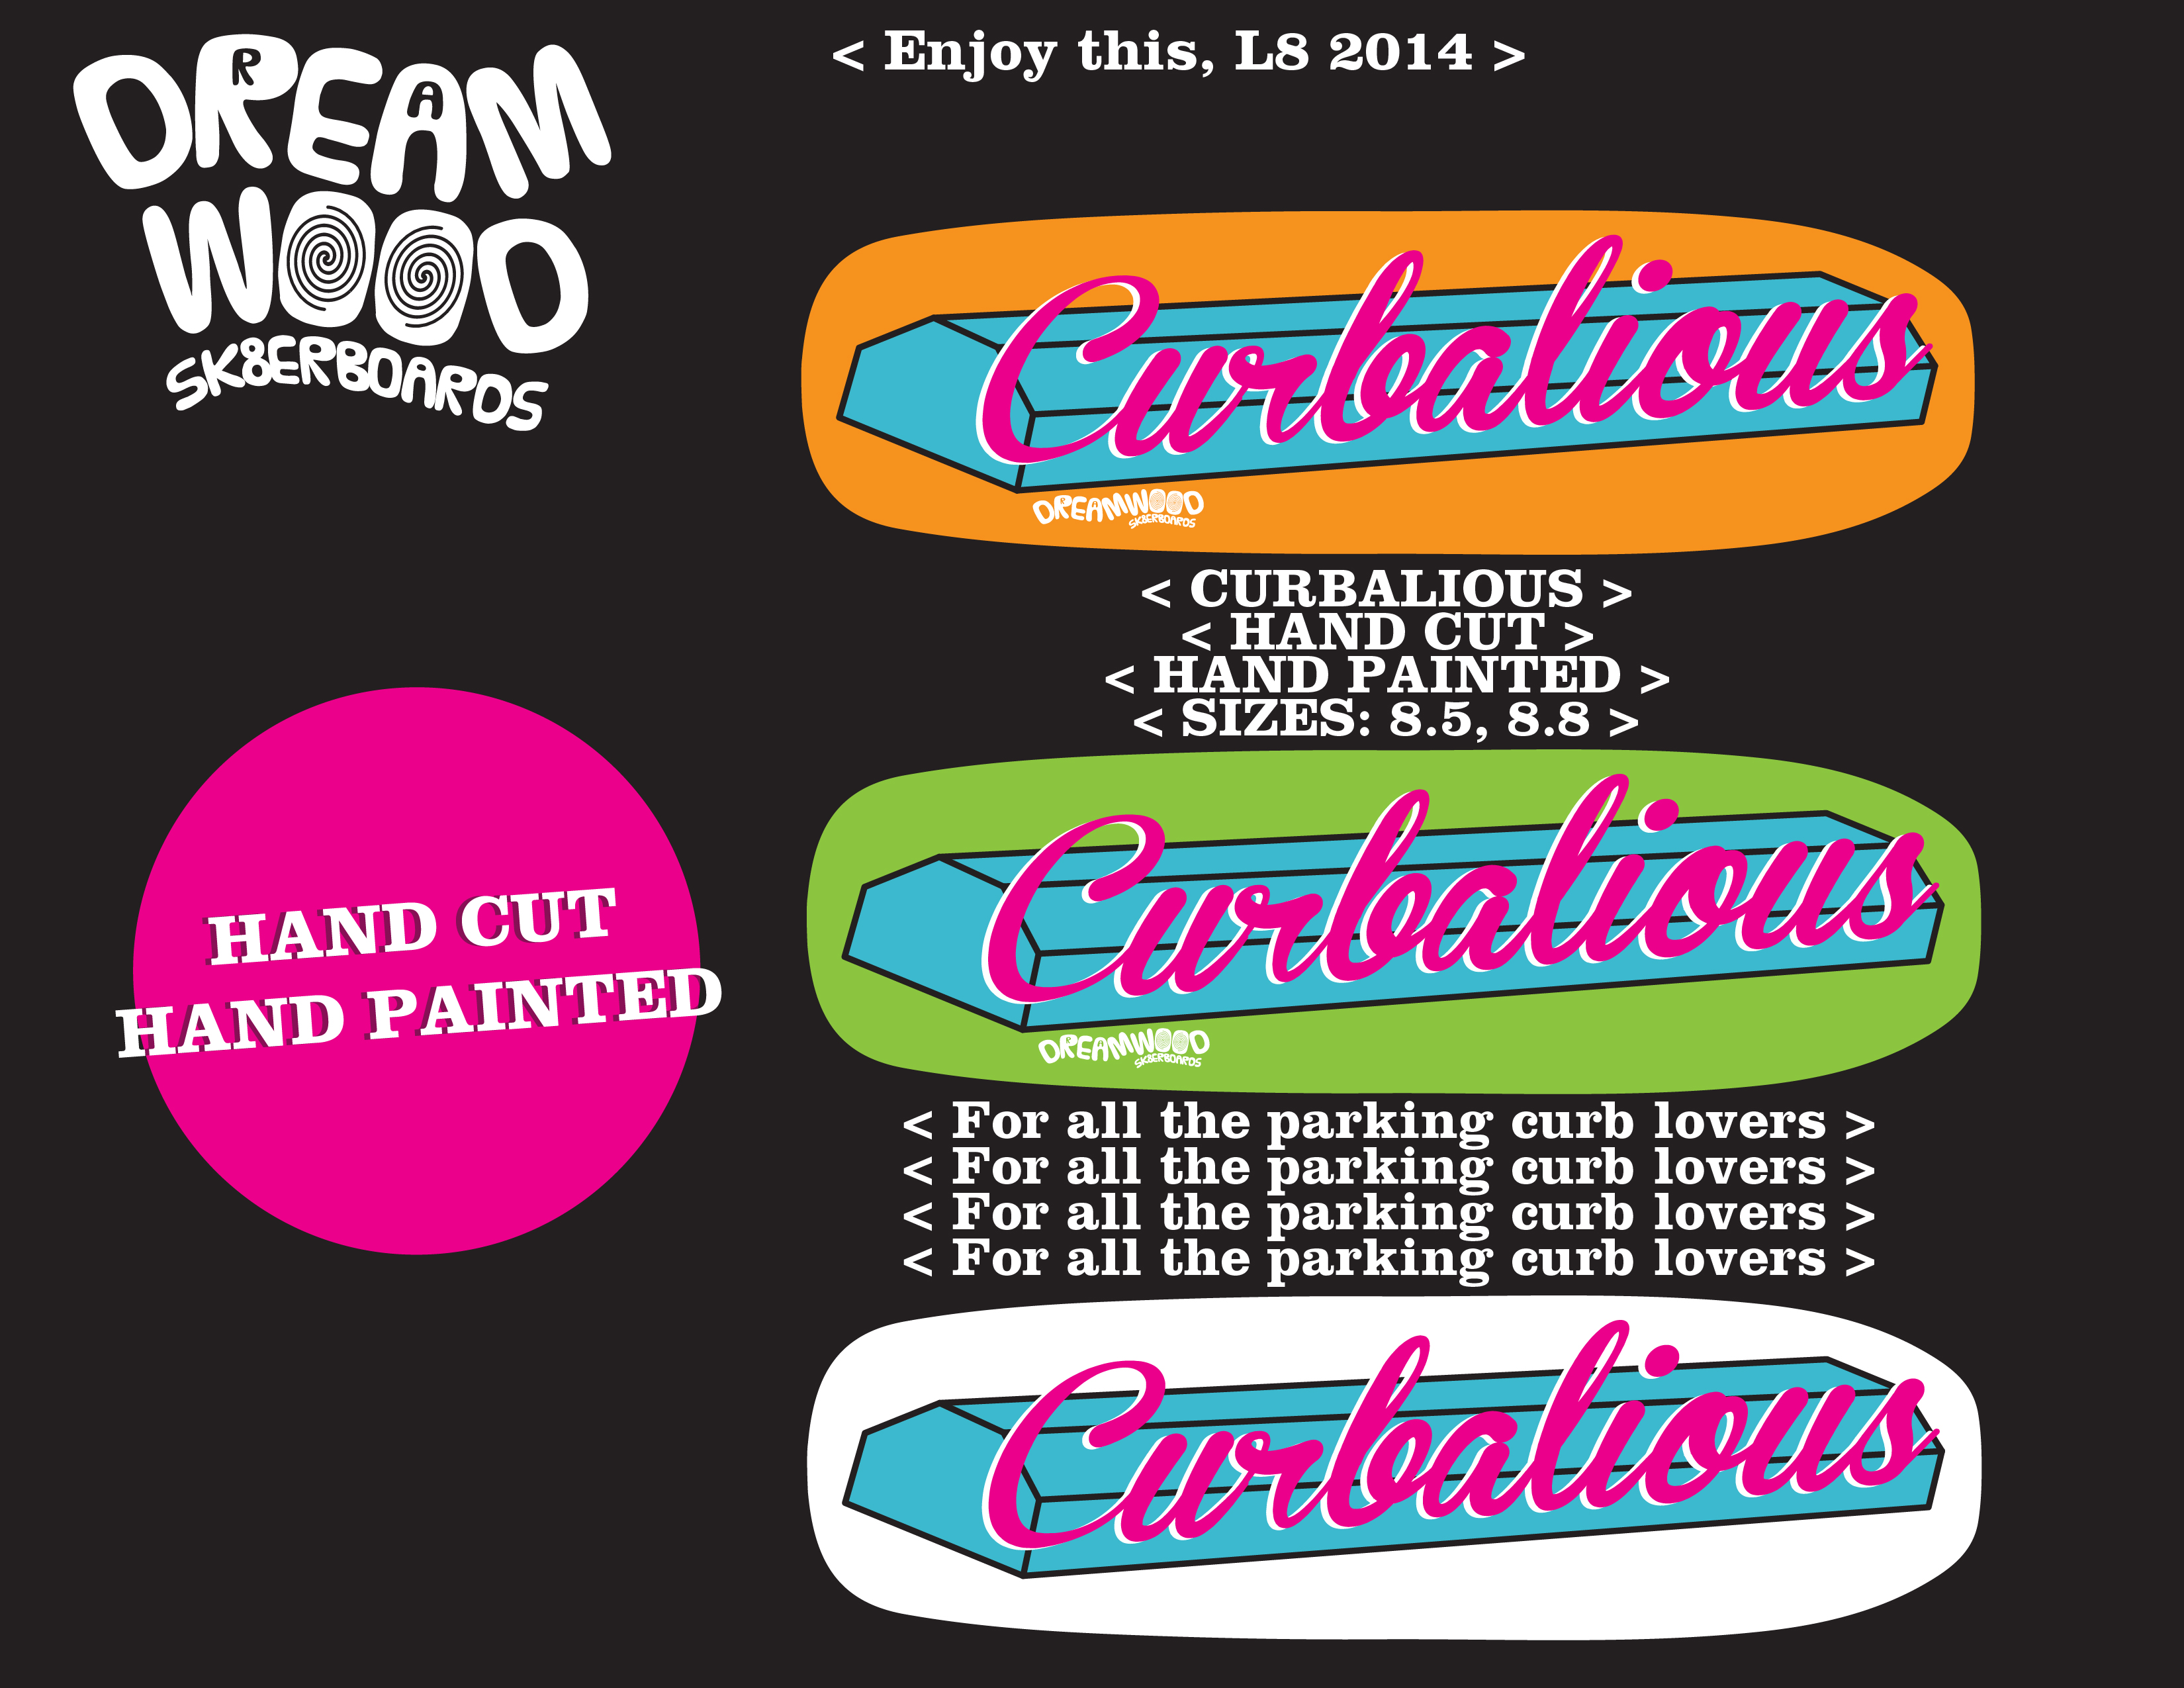 DREAM
WOOD
SK8ERBOARDS
< Enjoy this, L8 2014 >
Curbalious
DREAMWOOD
SK8ERBOARDS
< CURBALIOUS >
< HAND CUT >
< HAND PAINTED >
< SIZES: 8.5, 8.8 >
HAND CUT
HAND PAINTED
Curbalious
DREAMWOOD
SK8ERBOARDS
< For all the parking curb lovers >
< For all the parking curb lovers >
< For all the parking curb lovers >
< For all the parking curb lovers >
Curbalious